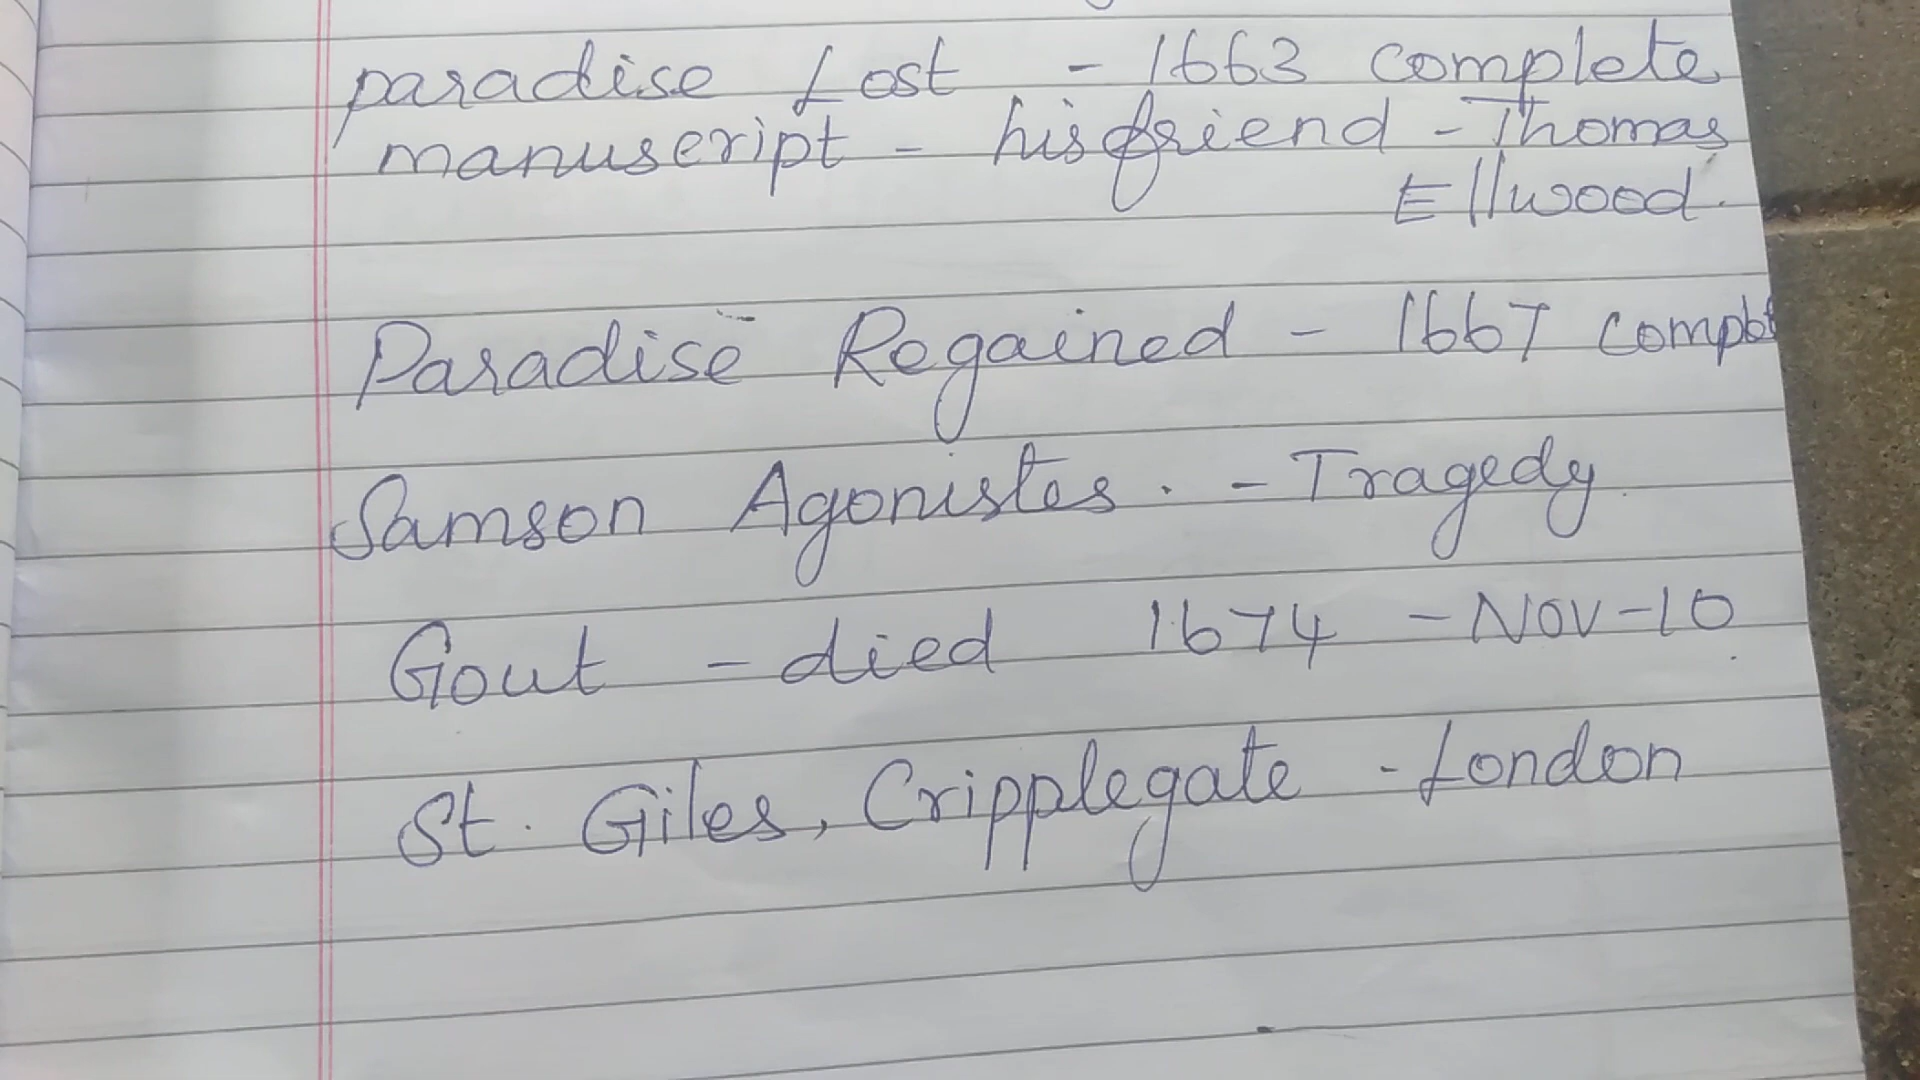 paradise Lost - 1663 complete
manuscript - his friend - Thomas
Ellwood.
Paradise Regained - 1667 complet
Samson Agonistes. - Tragedy
Gout - died 1674 - Nov-10
St. Giles, Cripplegate - London